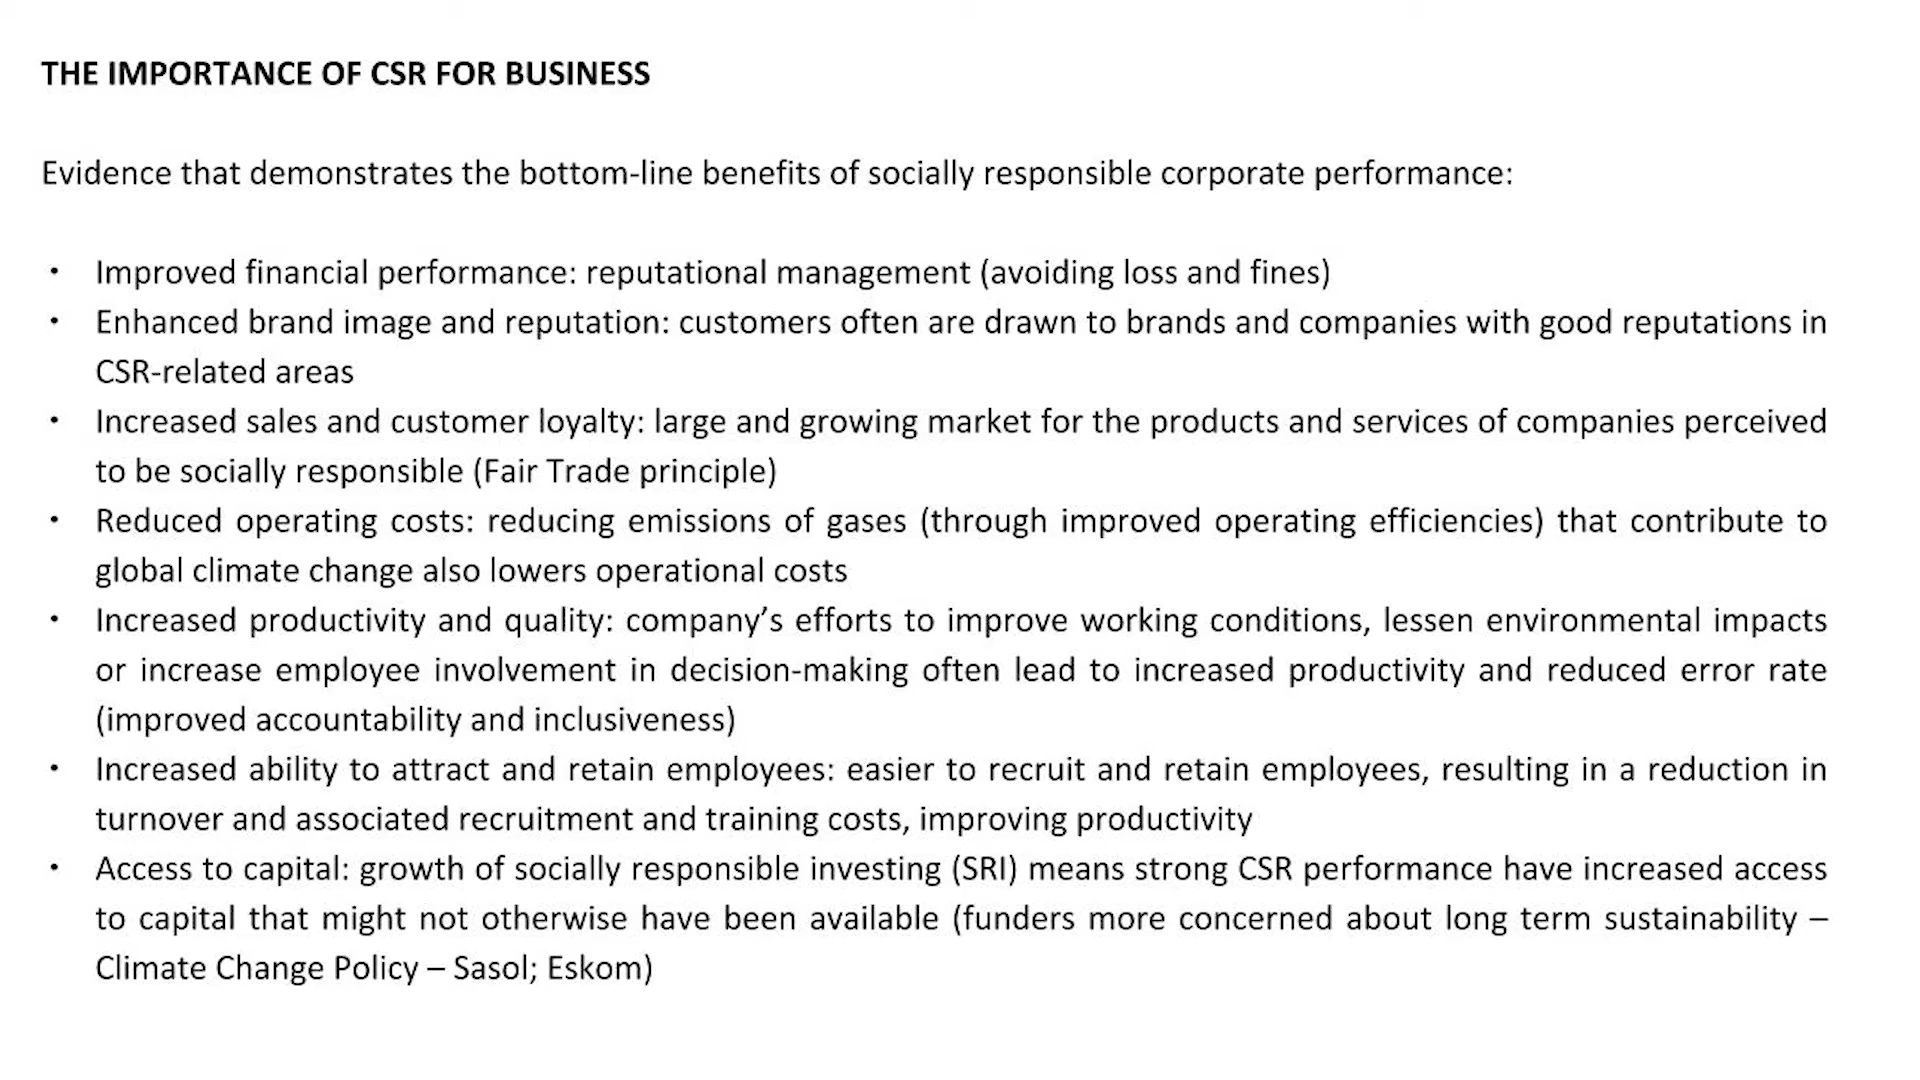 THE IMPORTANCE OF CSR FOR BUSINESS
Evidence that demonstrates the bottom-line benefits of socially responsible corporate performance:
• Improved financial performance: reputational management (avoiding loss and fines)
• Enhanced brand image and reputation: customers often are drawn to brands and companies with good reputations in
CSR-related areas
• Increased sales and customer loyalty: large and growing market for the products and services of companies perceived
to be socially responsible (Fair Trade principle)
• Reduced operating costs: reducing emissions of gases (through improved operating efficiencies) that contribute to
global climate change also lowers operational costs
• Increased productivity and quality: company’s efforts to improve working conditions, lessen environmental impacts
or increase employee involvement in decision-making often lead to increased productivity and reduced error rate
(improved accountability and inclusiveness)
• Increased ability to attract and retain employees: easier to recruit and retain employees, resulting in a reduction in
turnover and associated recruitment and training costs, improving productivity
• Access to capital: growth of socially responsible investing (SRI) means strong CSR performance have increased access
to capital that might not otherwise have been available (funders more concerned about long term sustainability –
Climate Change Policy – Sasol; Eskom)